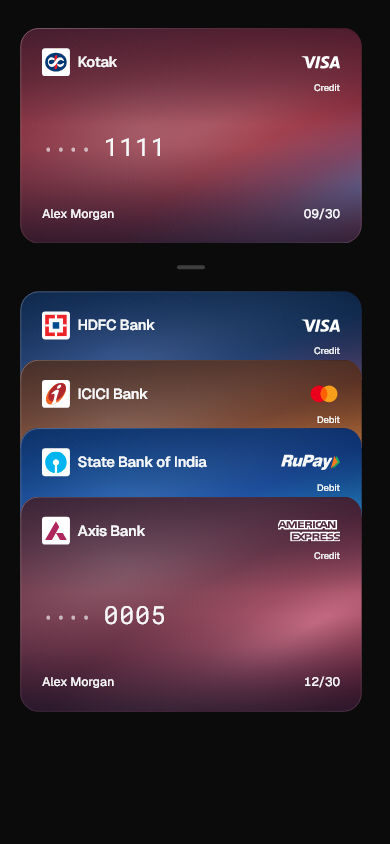 Kotak
VISA
Credit
.... 1111
Alex Morgan
09/30
HDFC Bank
VISA
Credit
ICICI Bank
Debit
State Bank of India
RuPay
Debit
Axis Bank
AMERICAN
EXPRESS
Credit
.... 0005
Alex Morgan
12/30